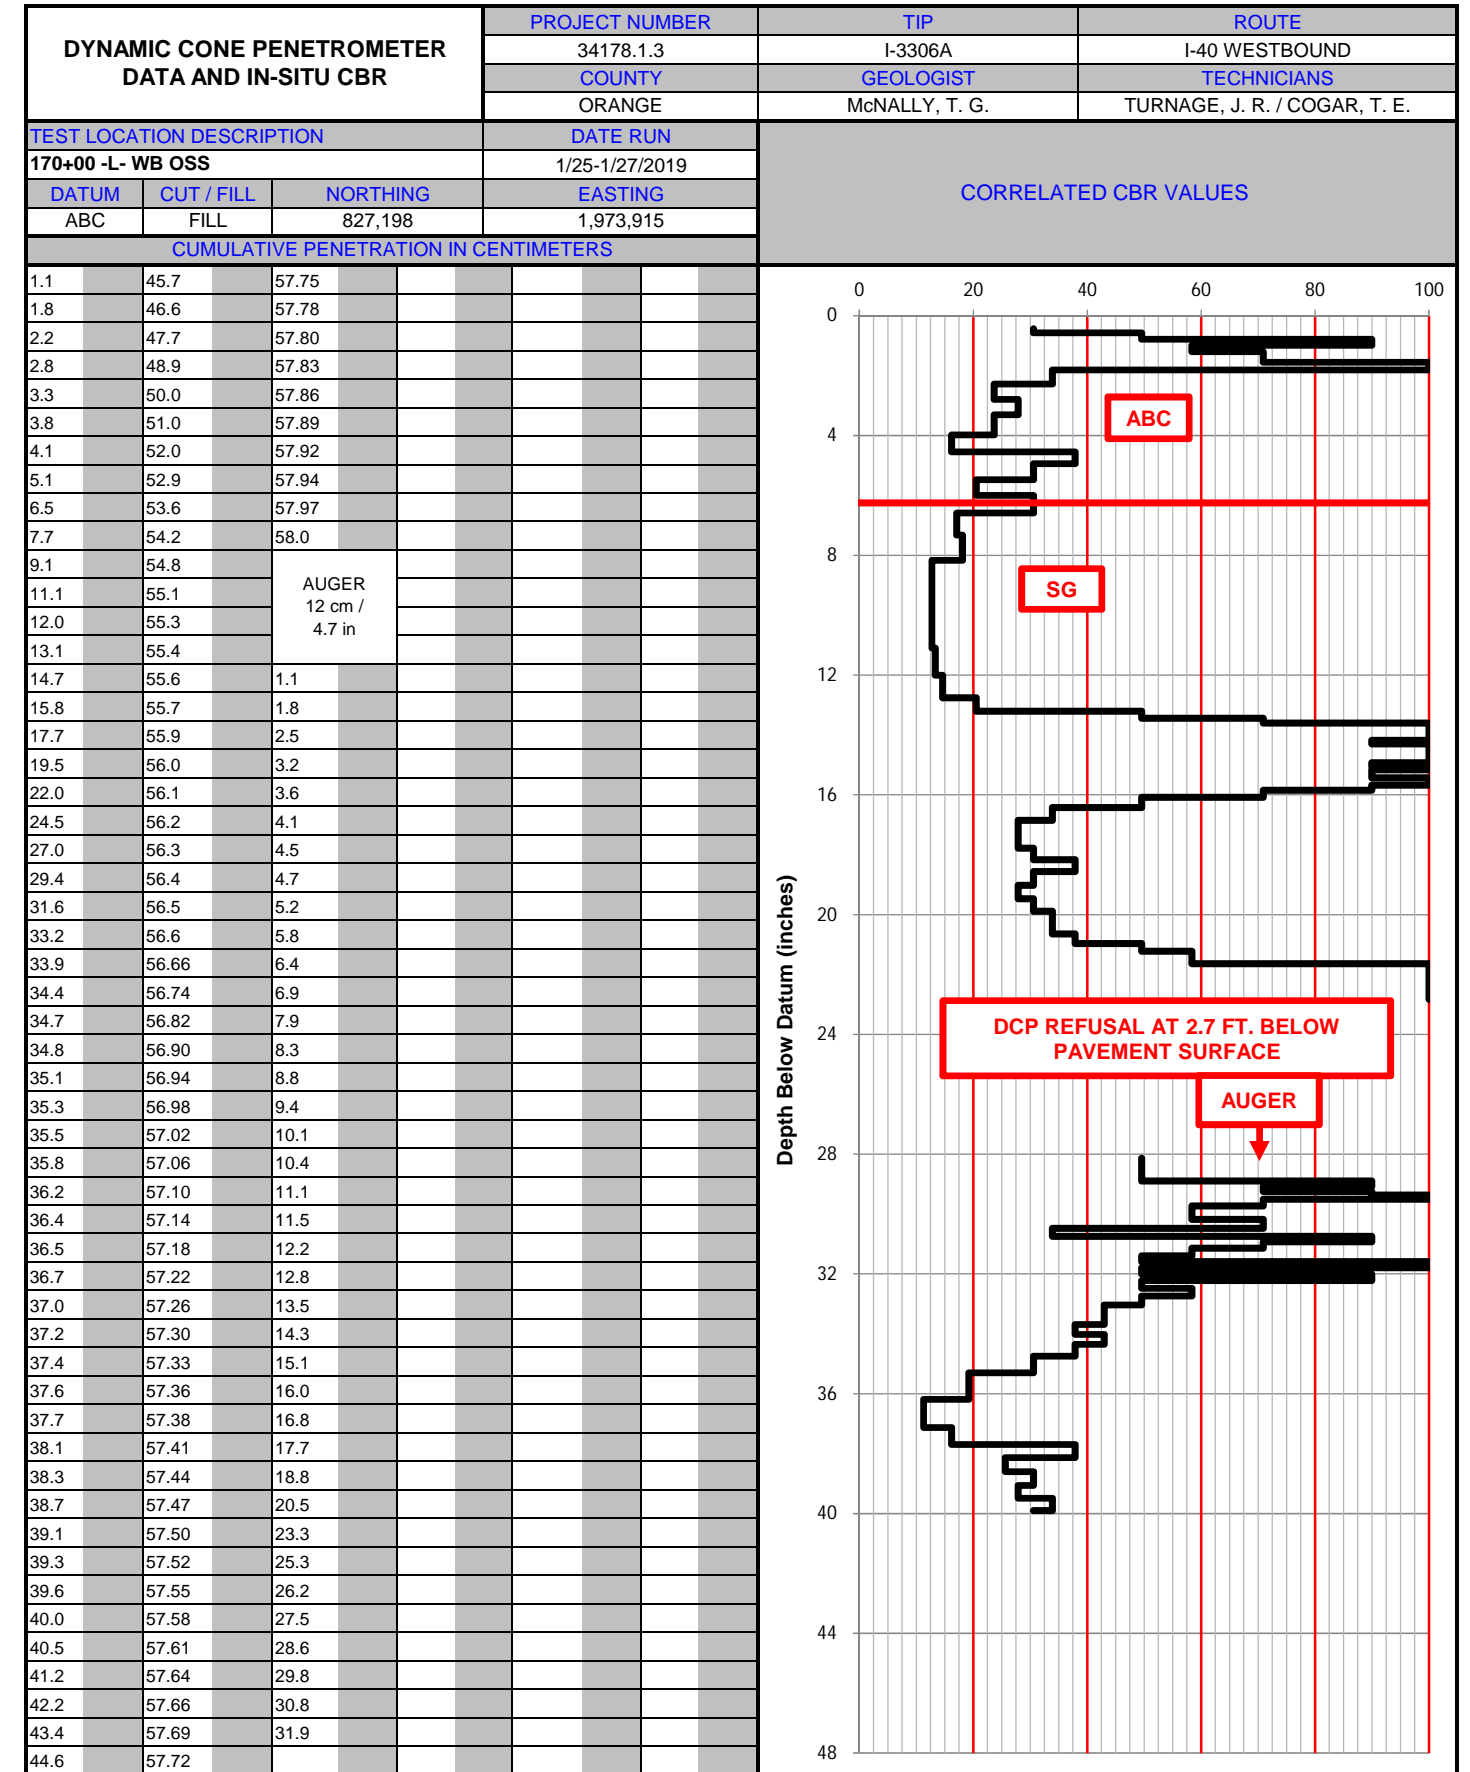 DYNAMIC CONE PENETROMETER
DATA AND IN-SITU CBR
PROJECT NUMBER TIP ROUTE
34178.1.3 I-3306A I-40 WESTBOUND
COUNTY GEOLOGIST TECHNICIANS
ORANGE McNALLY, T. G. TURNAGE, J. R. / COGAR, T. E.
TEST LOCATION DESCRIPTION DATE RUN
170+00 -L- WB OSS 1/25-1/27/2019
DATUM CUT / FILL NORTHING EASTING
ABC FILL 827,198 1,973,915
CUMULATIVE PENETRATION IN CENTIMETERS
CORRELATED CBR VALUES
1.1 45.7 57.75
1.8 46.6 57.78
2.2 47.7 57.80
2.8 48.9 57.83
3.3 50.0 57.86
3.8 51.0 57.89
4.1 52.0 57.92
5.1 52.9 57.94
6.5 53.6 57.97
7.7 54.2 58.0
9.1 54.8
11.1 55.1
12.0 55.3
13.1 55.4
AUGER
12 cm /
4.7 in
14.7 55.6 1.1
15.8 55.7 1.8
17.7 55.9 2.5
19.5 56.0 3.2
22.0 56.1 3.6
24.5 56.2 4.1
27.0 56.3 4.5
29.4 56.4 4.7
31.6 56.5 5.2
33.2 56.6 5.8
33.9 56.66 6.4
34.4 56.74 6.9
34.7 56.82 7.9
34.8 56.90 8.3
35.1 56.94 8.8
35.3 56.98 9.4
35.5 57.02 10.1
35.8 57.06 10.4
36.2 57.10 11.1
36.4 57.14 11.5
36.5 57.18 12.2
36.7 57.22 12.8
37.0 57.26 13.5
37.2 57.30 14.3
37.4 57.33 15.1
37.6 57.36 16.0
37.7 57.38 16.8
38.1 57.41 17.7
38.3 57.44 18.8
38.7 57.47 20.5
39.1 57.50 23.3
39.3 57.52 25.3
39.6 57.55 26.2
40.0 57.58 27.5
40.5 57.61 28.6
41.2 57.64 29.8
42.2 57.66 30.8
43.4 57.69 31.9
44.6 57.72
0 20 40 60 80 100
0
4
8
12
16
20
24
28
32
36
40
44
48
Depth Below Datum (inches)
ABC
SG
DCP REFUSAL AT 2.7 FT. BELOW
PAVEMENT SURFACE
AUGER